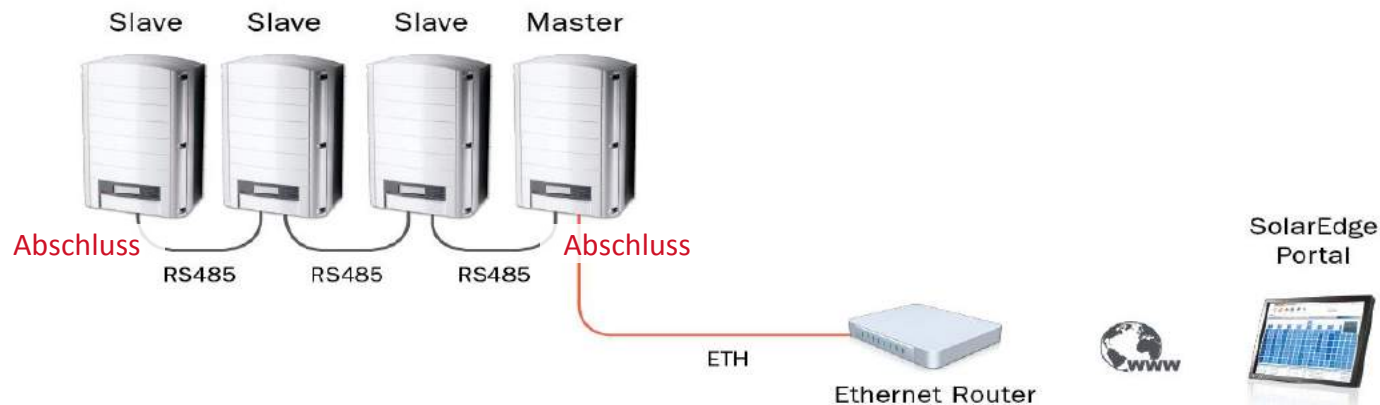 Slave Slave Slave Master
Abschluss Abschluss
RS485 RS485 RS485
SolarEdge
Portal
ETH
www
Ethernet Router